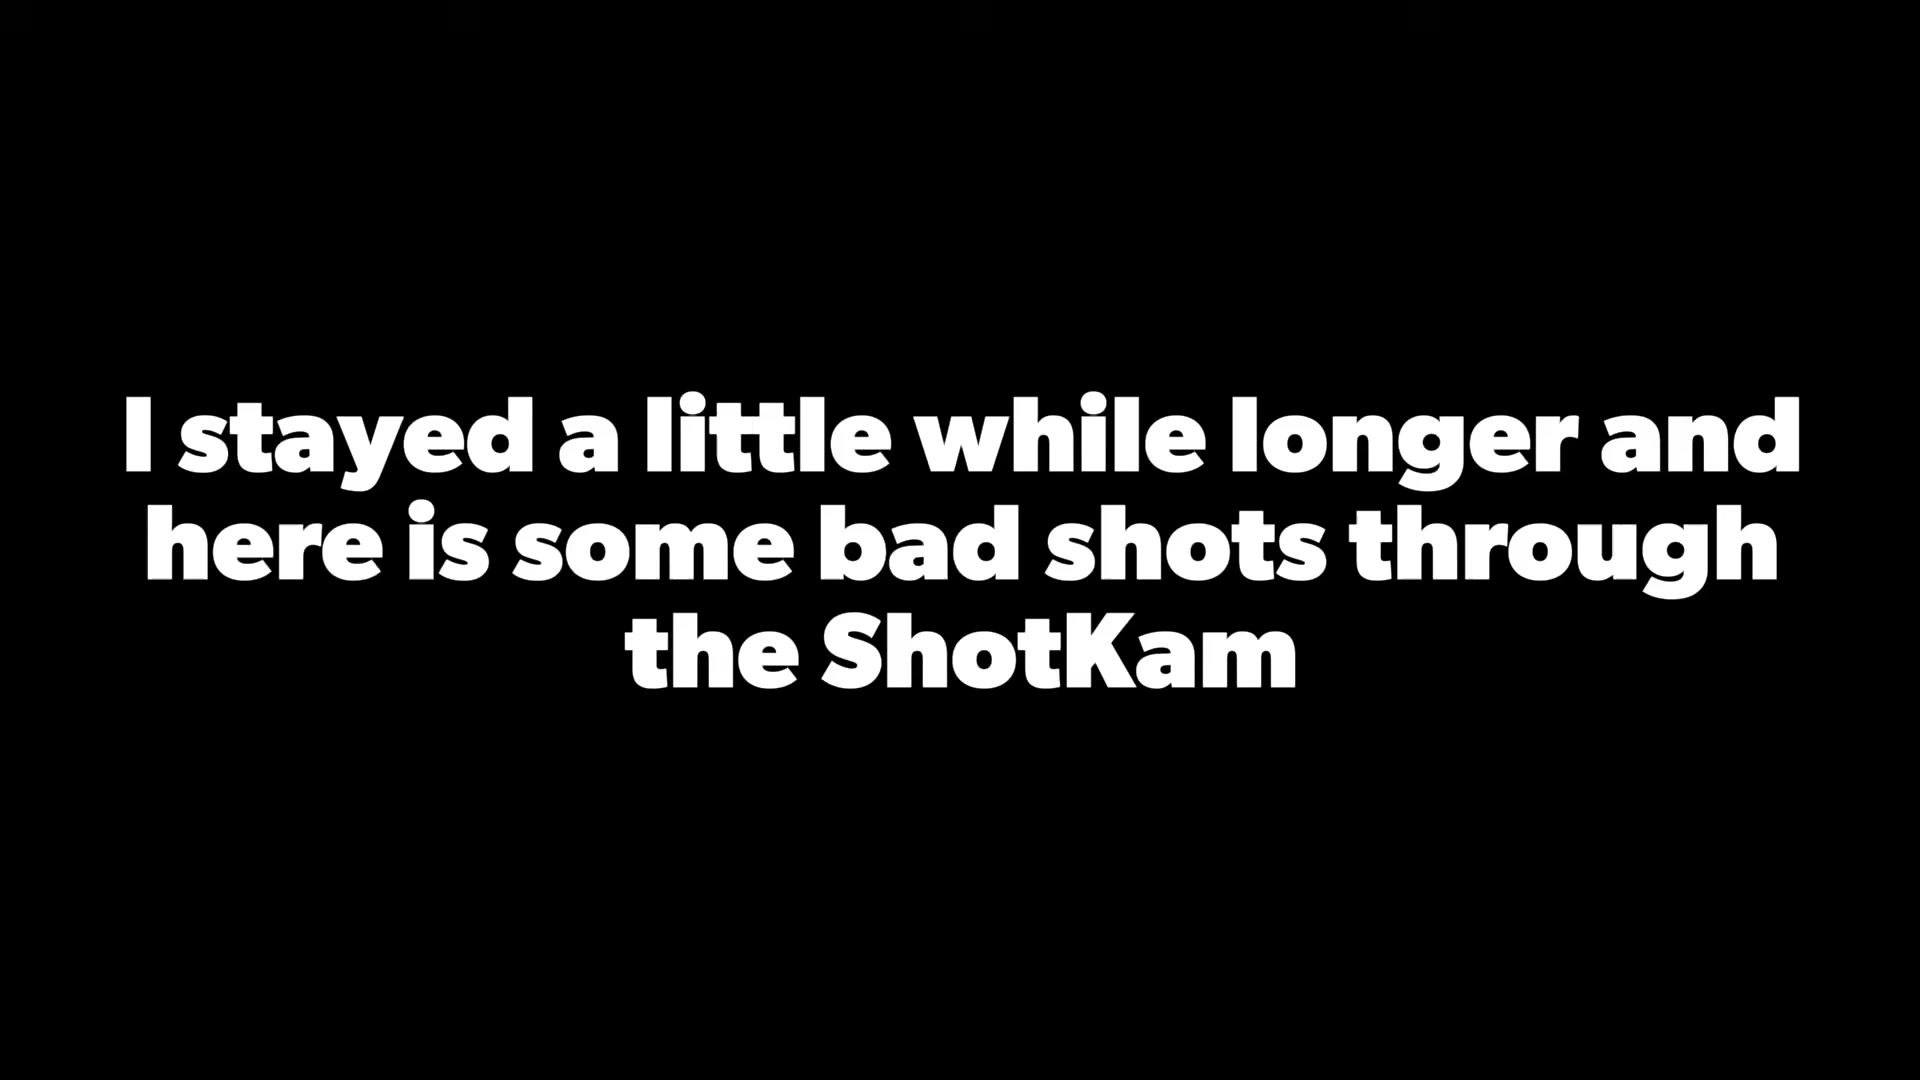 I stayed a little while longer and
here is some bad shots through
the ShotKam